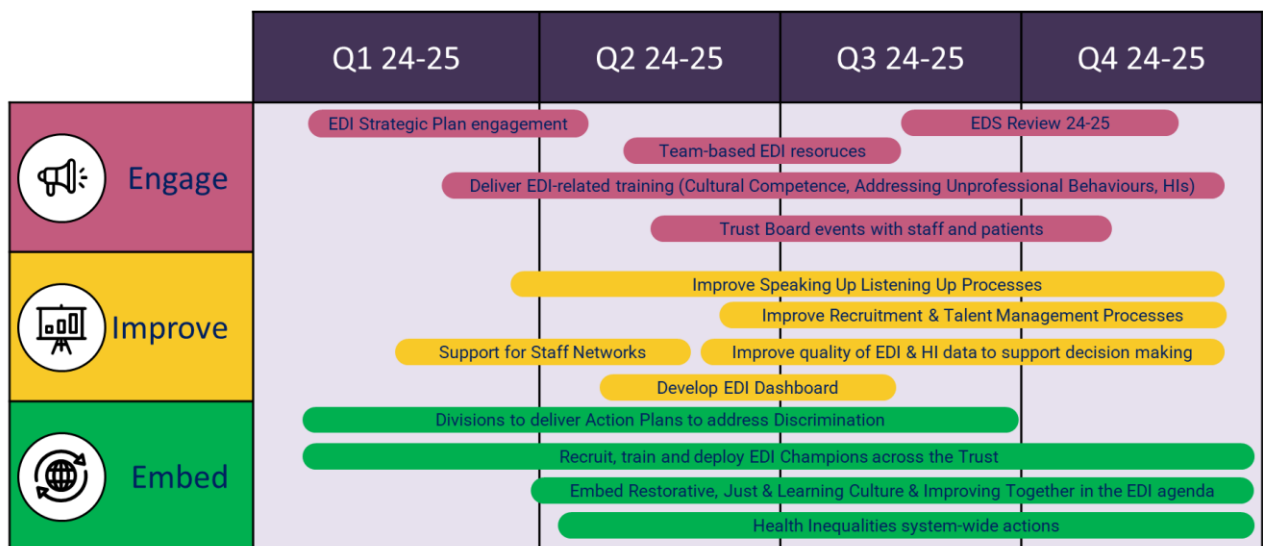 Q1 24-25
Q2 24-25
Q3 24-25
Q4 24-25
Engage
EDI Strategic Plan engagement
EDS Review 24-25
Team-based EDI resoruces
Deliver EDI-related training (Cultural Competence, Addressing Unprofessional Behaviours, HIs)
Trust Board events with staff and patients
Improve
Improve Speaking Up Listening Up Processes
Improve Recruitment & Talent Management Processes
Support for Staff Networks
Improve quality of EDI & HI data to support decision making
Develop EDI Dashboard
Embed
Divisions to deliver Action Plans to address Discrimination
Recruit, train and deploy EDI Champions across the Trust
Embed Restorative, Just & Learning Culture & Improving Together in the EDI agenda
Health Inequalities system-wide actions